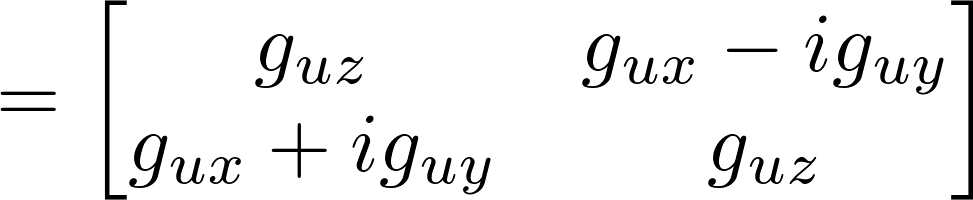 = [ g_{uz} g_{ux} − ig_{uy}
g_{ux} + ig_{uy} g_{uz} ]